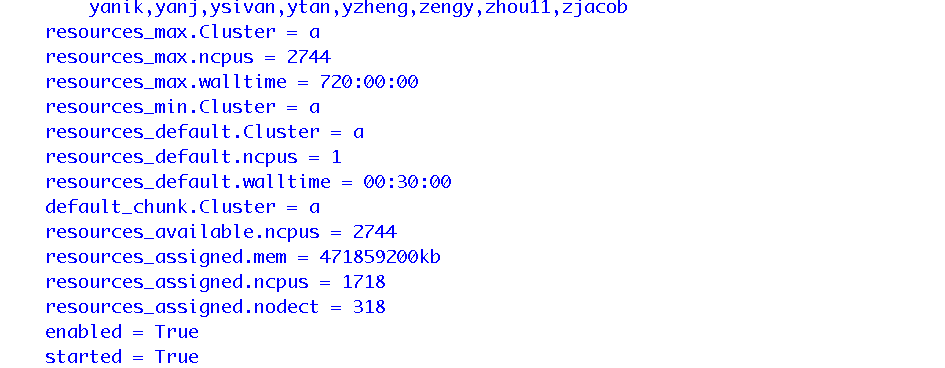 yanik,yanj,ysivan,ytan,yzheng,zengy,zhou11,zjacob
resources_max.Cluster = a
resources_max.ncpus = 2744
resources_max.walltime = 720:00:00
resources_min.Cluster = a
resources_default.Cluster = a
resources_default.ncpus = 1
resources_default.walltime = 00:30:00
default_chunk.Cluster = a
resources_available.ncpus = 2744
resources_assigned.mem = 471859200kb
resources_assigned.ncpus = 1718
resources_assigned.nodect = 318
enabled = True
started = True